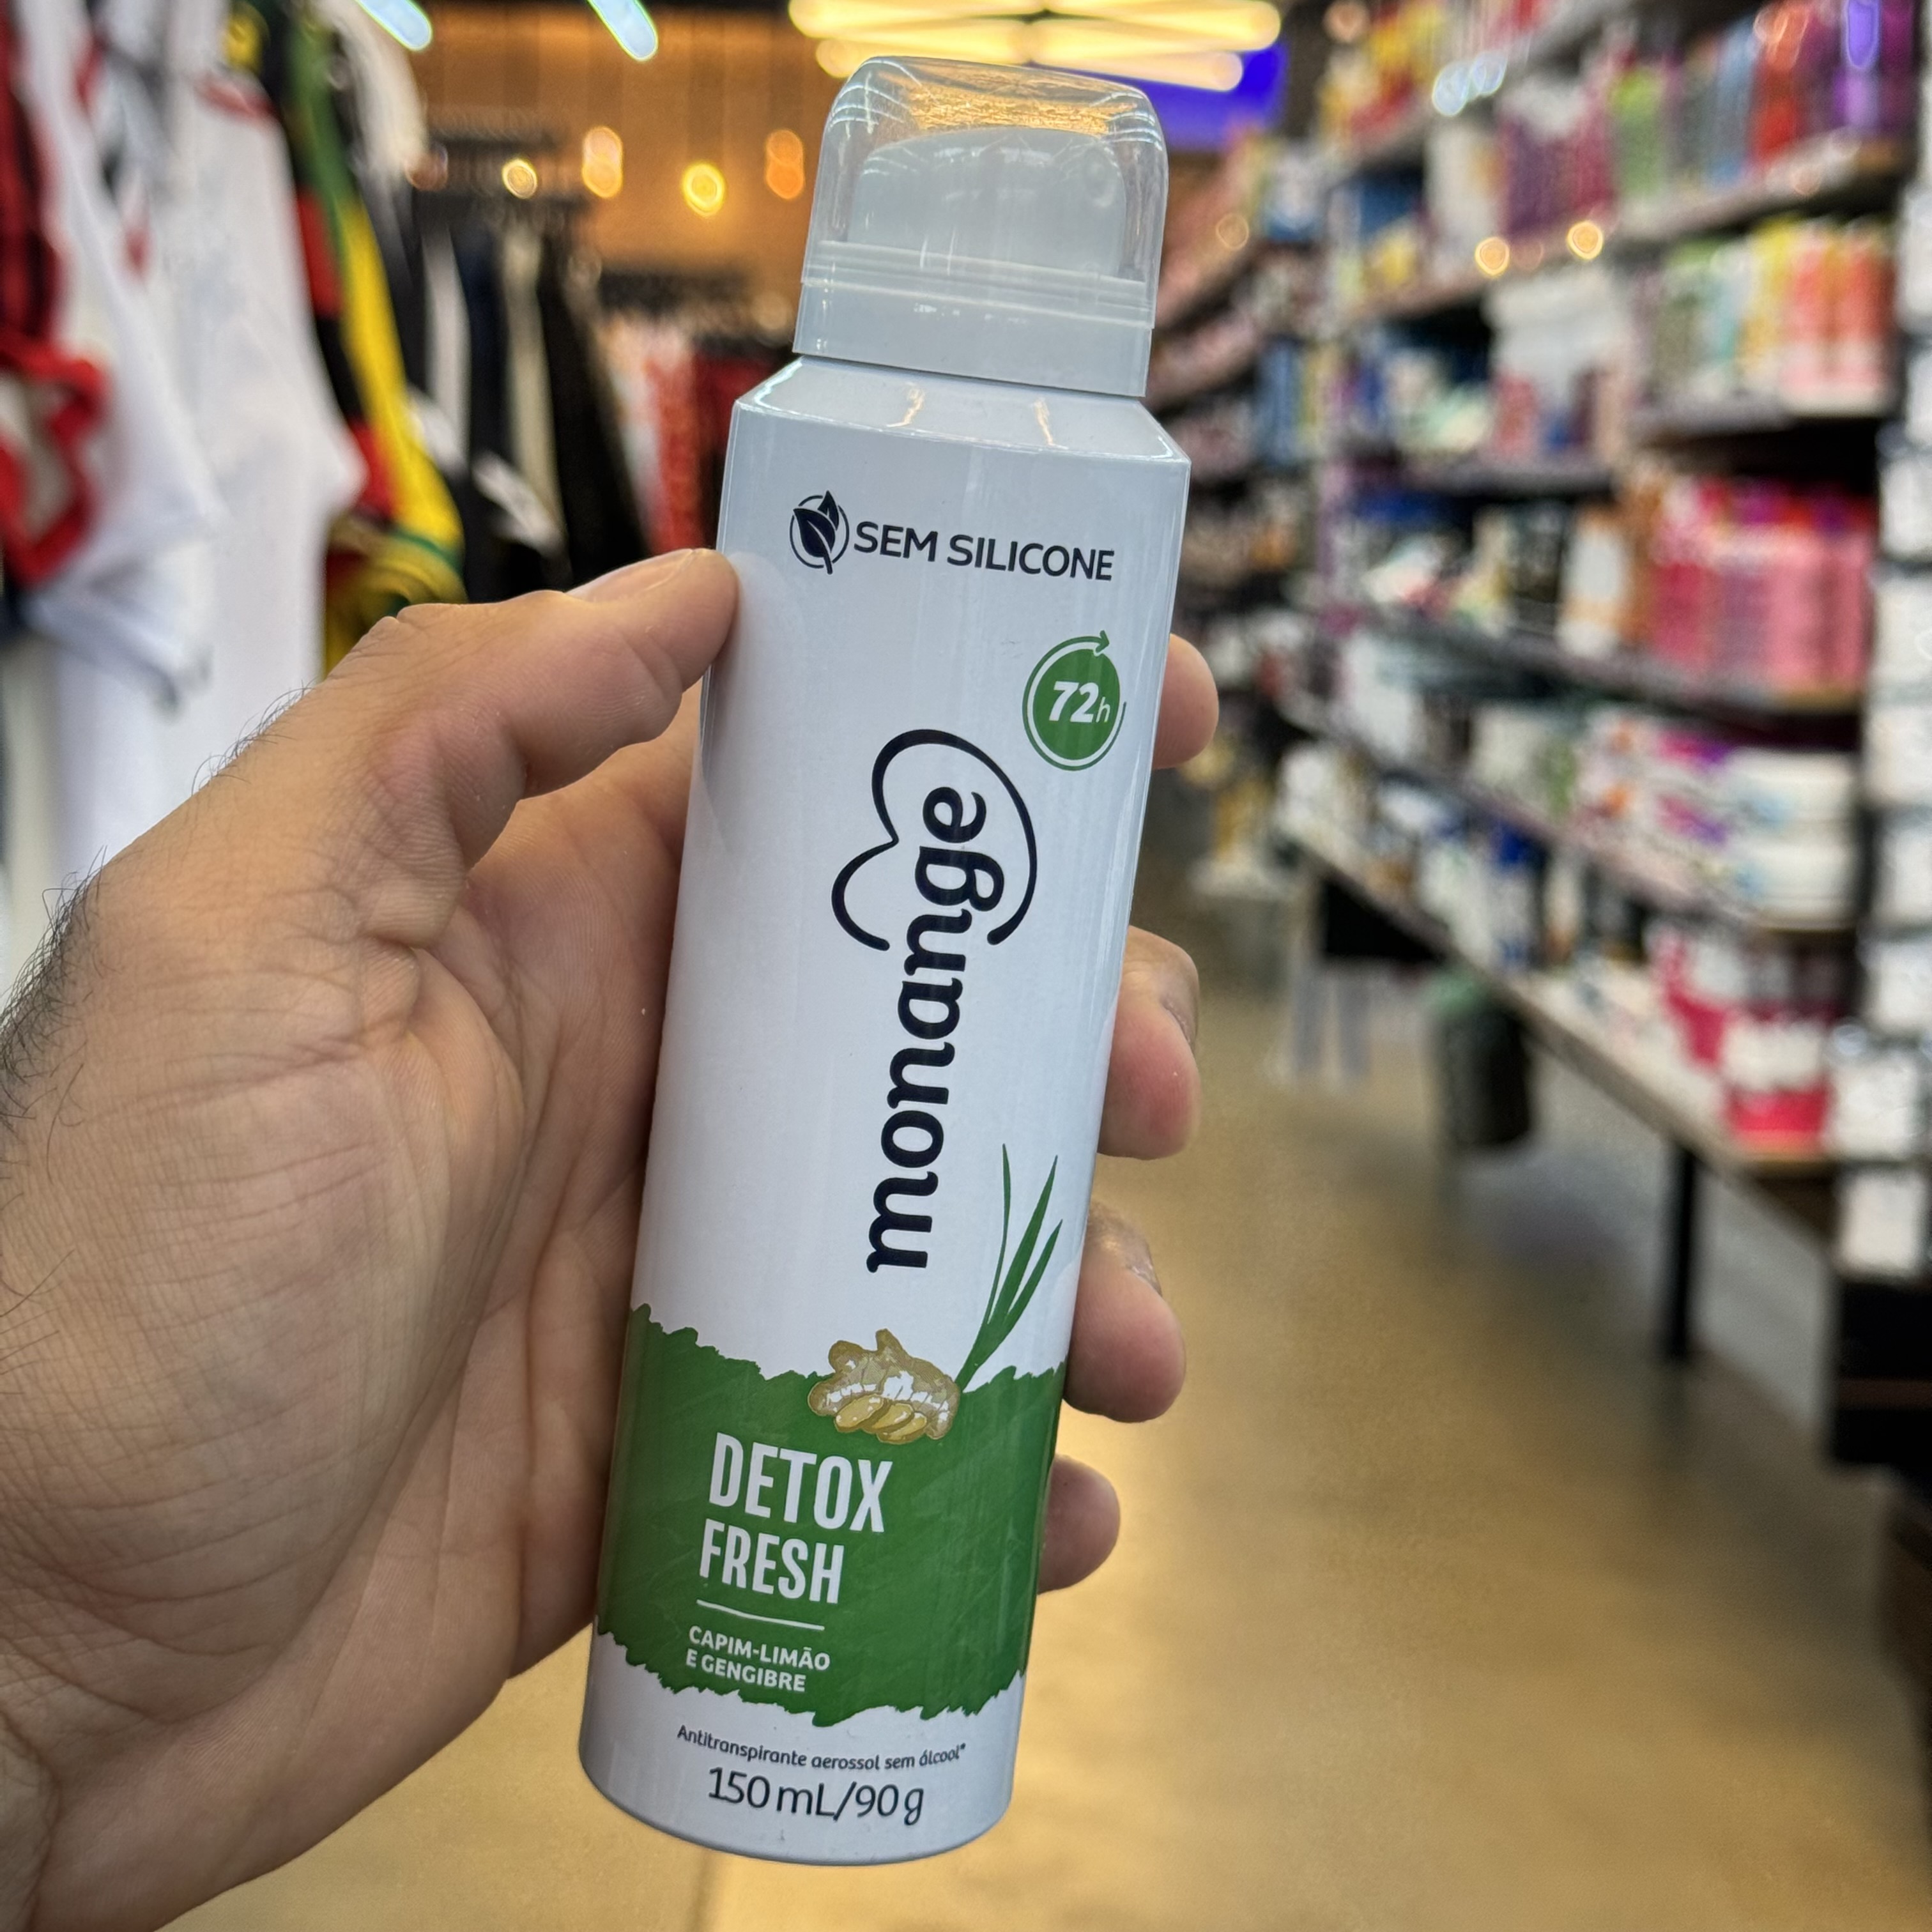 SEM SILICONE
72h
monange
DETOX
FRESH
CAPIM-LIMÃO
E GENGIBRE
Antitranspirante aerossol sem álcool*
150 mL/90 g